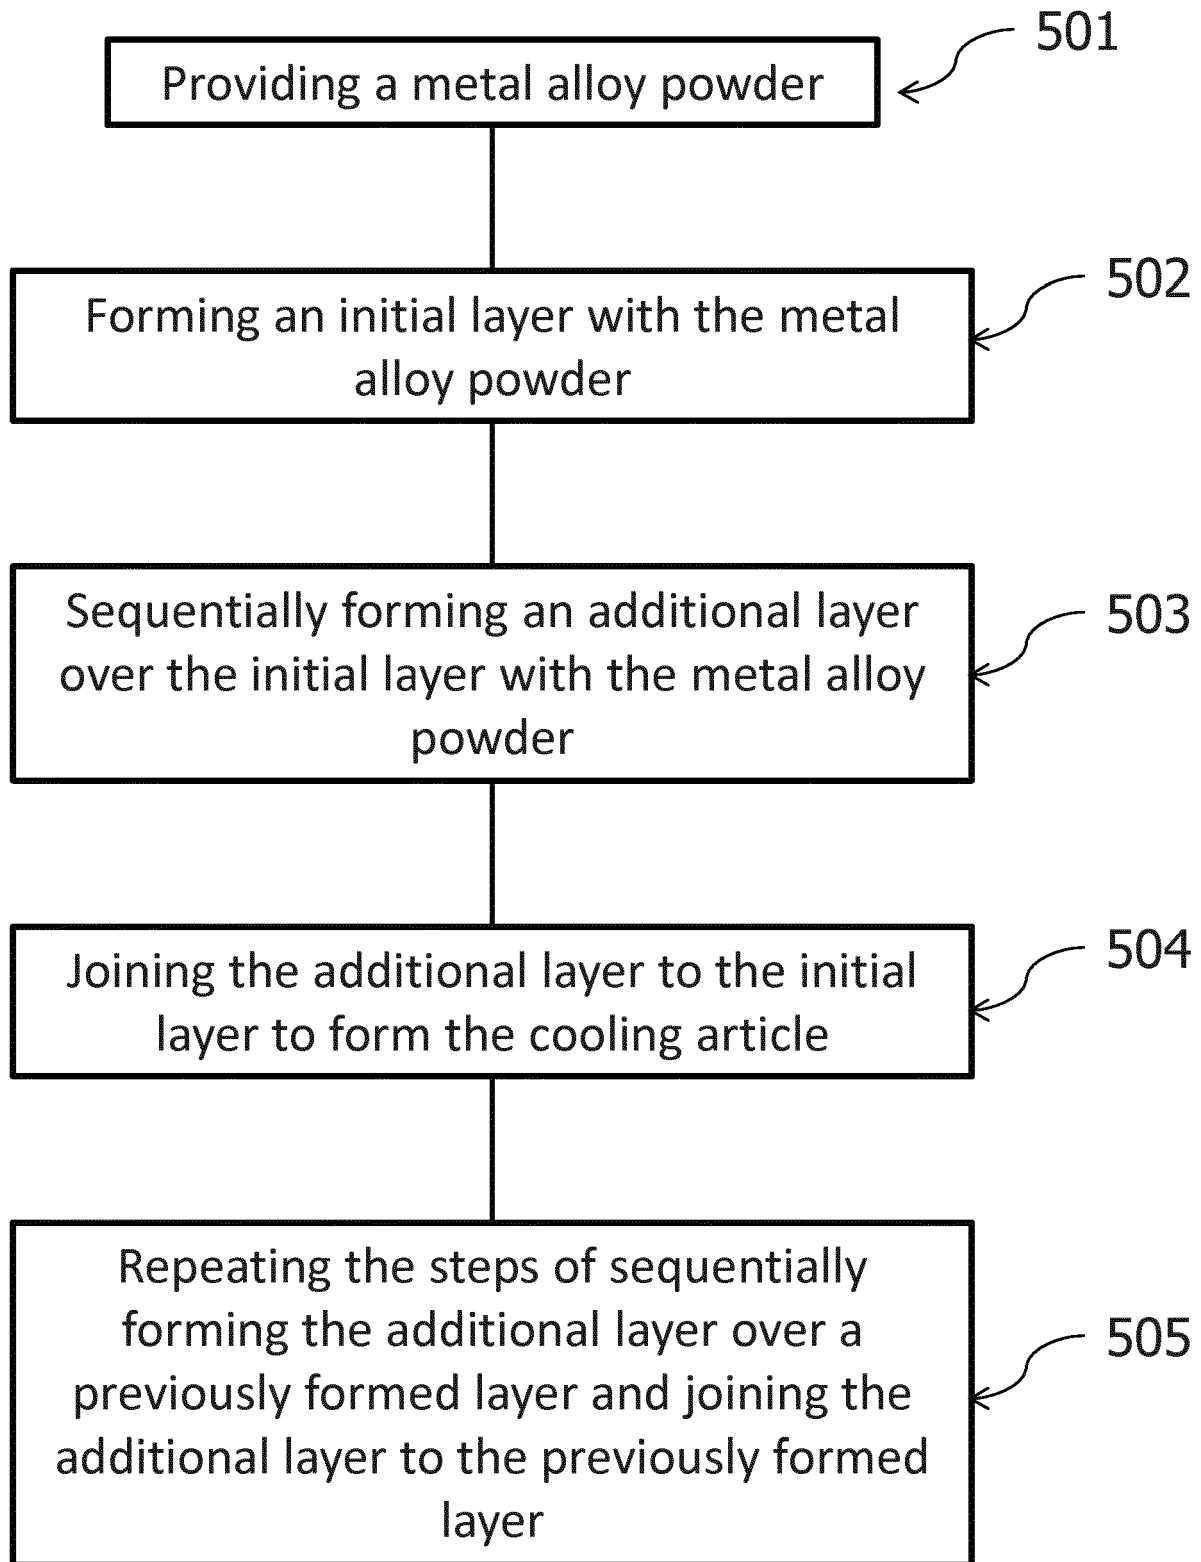 Providing a metal alloy powder
501
Forming an initial layer with the metal
alloy powder
502
Sequentially forming an additional layer
over the initial layer with the metal alloy
powder
503
Joining the additional layer to the initial
layer to form the cooling article
504
Repeating the steps of sequentially
forming the additional layer over a
previously formed layer and joining the
additional layer to the previously formed
layer
505